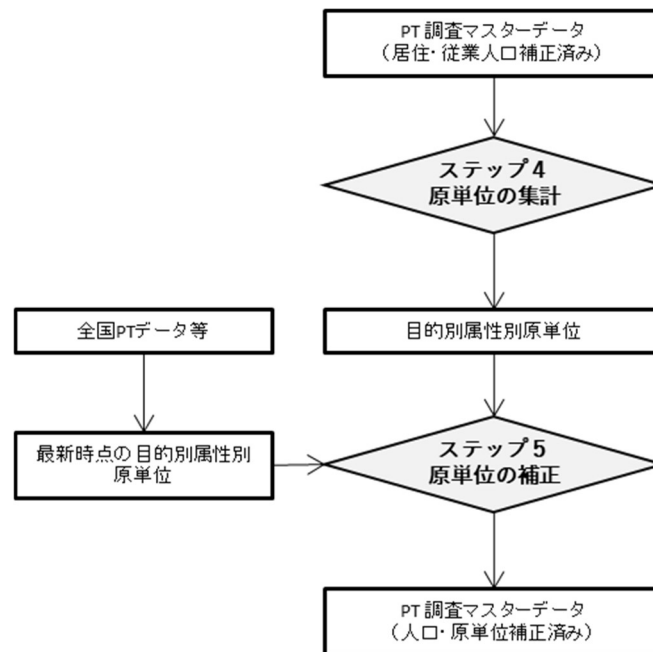 PT 調査マスターデータ
（居住・従業人口補正済み）
ステップ4
原単位の集計
全国PTデータ等
目的別属性別原単位
最新時点の目的別属性別
原単位
ステップ5
原単位の補正
PT 調査マスターデータ
（人口・原単位補正済み）